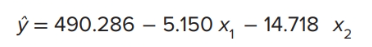 ŷ = 490.286 − 5.150 x₁ − 14.718 x₂